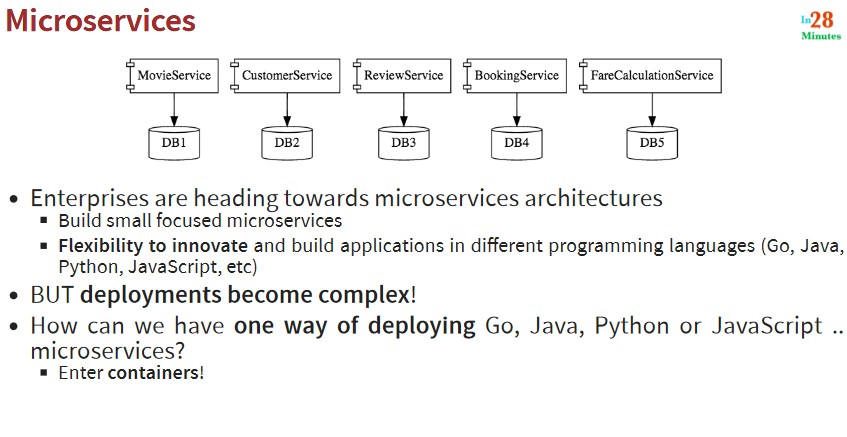 Microservices
In28
Minutes
MovieService
CustomerService
ReviewService
BookingService
FareCalculationService
DB1
DB2
DB3
DB4
DB5
Enterprises are heading towards microservices architectures
Build small focused microservices
Flexibility to innovate and build applications in different programming languages (Go, Java,
Python, JavaScript, etc)
BUT deployments become complex!
How can we have one way of deploying Go, Java, Python or JavaScript ..
microservices?
Enter containers!